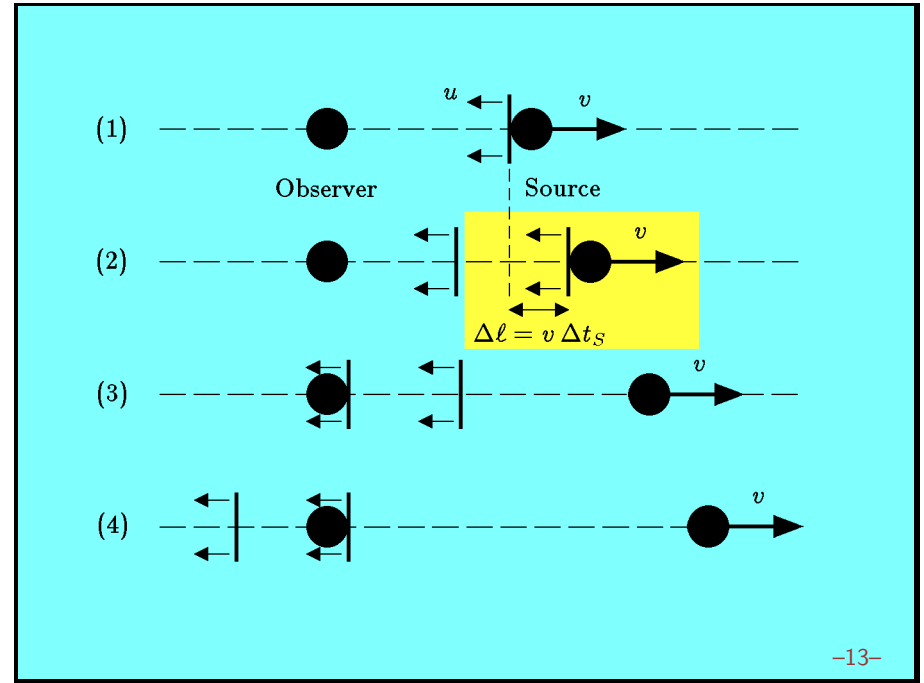 u v
(1)
Observer Source
v
(2)
Δℓ = v Δt_S
v
(3)
v
(4)
–13–